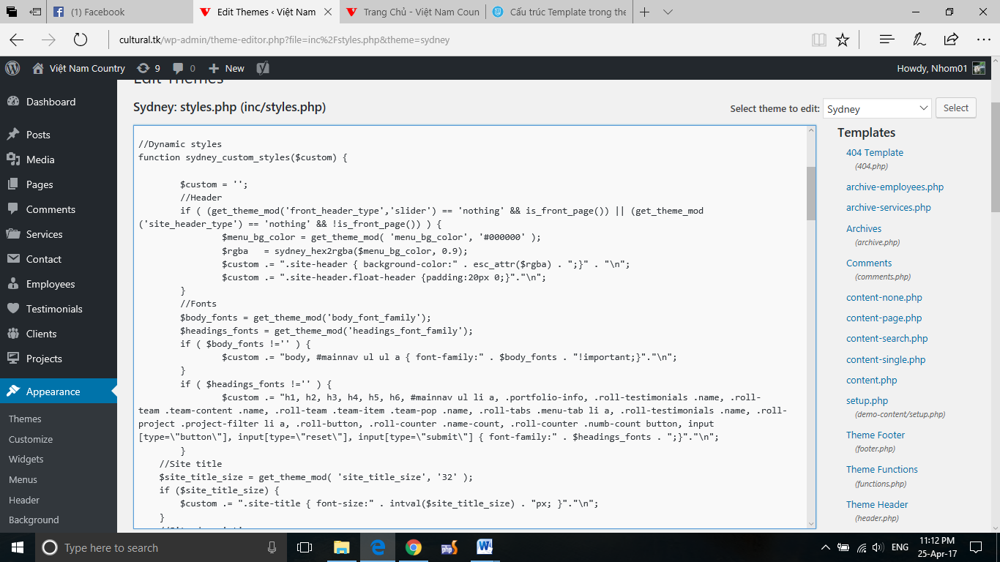 (1) Facebook
Edit Themes ‹ Việt Nam
Trang Chủ - Việt Nam Coun
Cấu trúc Template trong the
cultural.tk/wp-admin/theme-editor.php?file=inc%2Fstyles.php&theme=sydney
Việt Nam Country
9
0
New
Howdy, Nhom01
Dashboard
Posts
Media
Pages
Comments
Services
Contact
Employees
Testimonials
Clients
Projects
Appearance
Themes
Customize
Widgets
Menus
Header
Background
Edit Themes
Sydney: styles.php (inc/styles.php)
Select theme to edit:
Sydney
Select
//Dynamic styles
function sydney_custom_styles($custom) {
$custom = '';
//Header
if ( (get_theme_mod('front_header_type','slider') == 'nothing' && is_front_page()) || (get_theme_mod
('site_header_type') == 'nothing' && !is_front_page()) ) {
$menu_bg_color = get_theme_mod( 'menu_bg_color', '#000000' );
$rgba   = sydney_hex2rgba($menu_bg_color, 0.9);
$custom .= ".site-header { background-color:" . esc_attr($rgba) . ";}" . "\n";
$custom .= ".site-header.float-header {padding:20px 0;}"."\n";
}
//Fonts
$body_fonts = get_theme_mod('body_font_family');
$headings_fonts = get_theme_mod('headings_font_family');
if ( $body_fonts !='' ) {
$custom .= "body, #mainnav ul ul a { font-family:" . $body_fonts . "!important;}"."\n";
}
if ( $headings_fonts !='' ) {
$custom .= "h1, h2, h3, h4, h5, h6, #mainnav ul li a, .portfolio-info, .roll-testimonials .name, .roll-
team .team-content .name, .roll-team .team-item .team-pop .name, .roll-tabs .menu-tab li a, .roll-testimonials .name, .roll-
project .project-filter li a, .roll-button, .roll-counter .name-count, .roll-counter .numb-count button, input
[type=\"button\"], input[type=\"reset\"], input[type=\"submit\"] { font-family:" . $headings_fonts . ";}"."\n";
}
//Site title
$site_title_size = get_theme_mod( 'site_title_size', '32' );
if ($site_title_size) {
$custom .= ".site-title { font-size:" . intval($site_title_size) . "px; }"."\n";
}
Templates
404 Template
(404.php)
archive-employees.php
archive-services.php
Archives
(archive.php)
Comments
(comments.php)
content-none.php
content-page.php
content-search.php
content-single.php
content.php
setup.php
(demo-content/setup.php)
Theme Footer
(footer.php)
Theme Functions
(functions.php)
Theme Header
(header.php)
Type here to search
php
ENG
11:12 PM
25-Apr-17